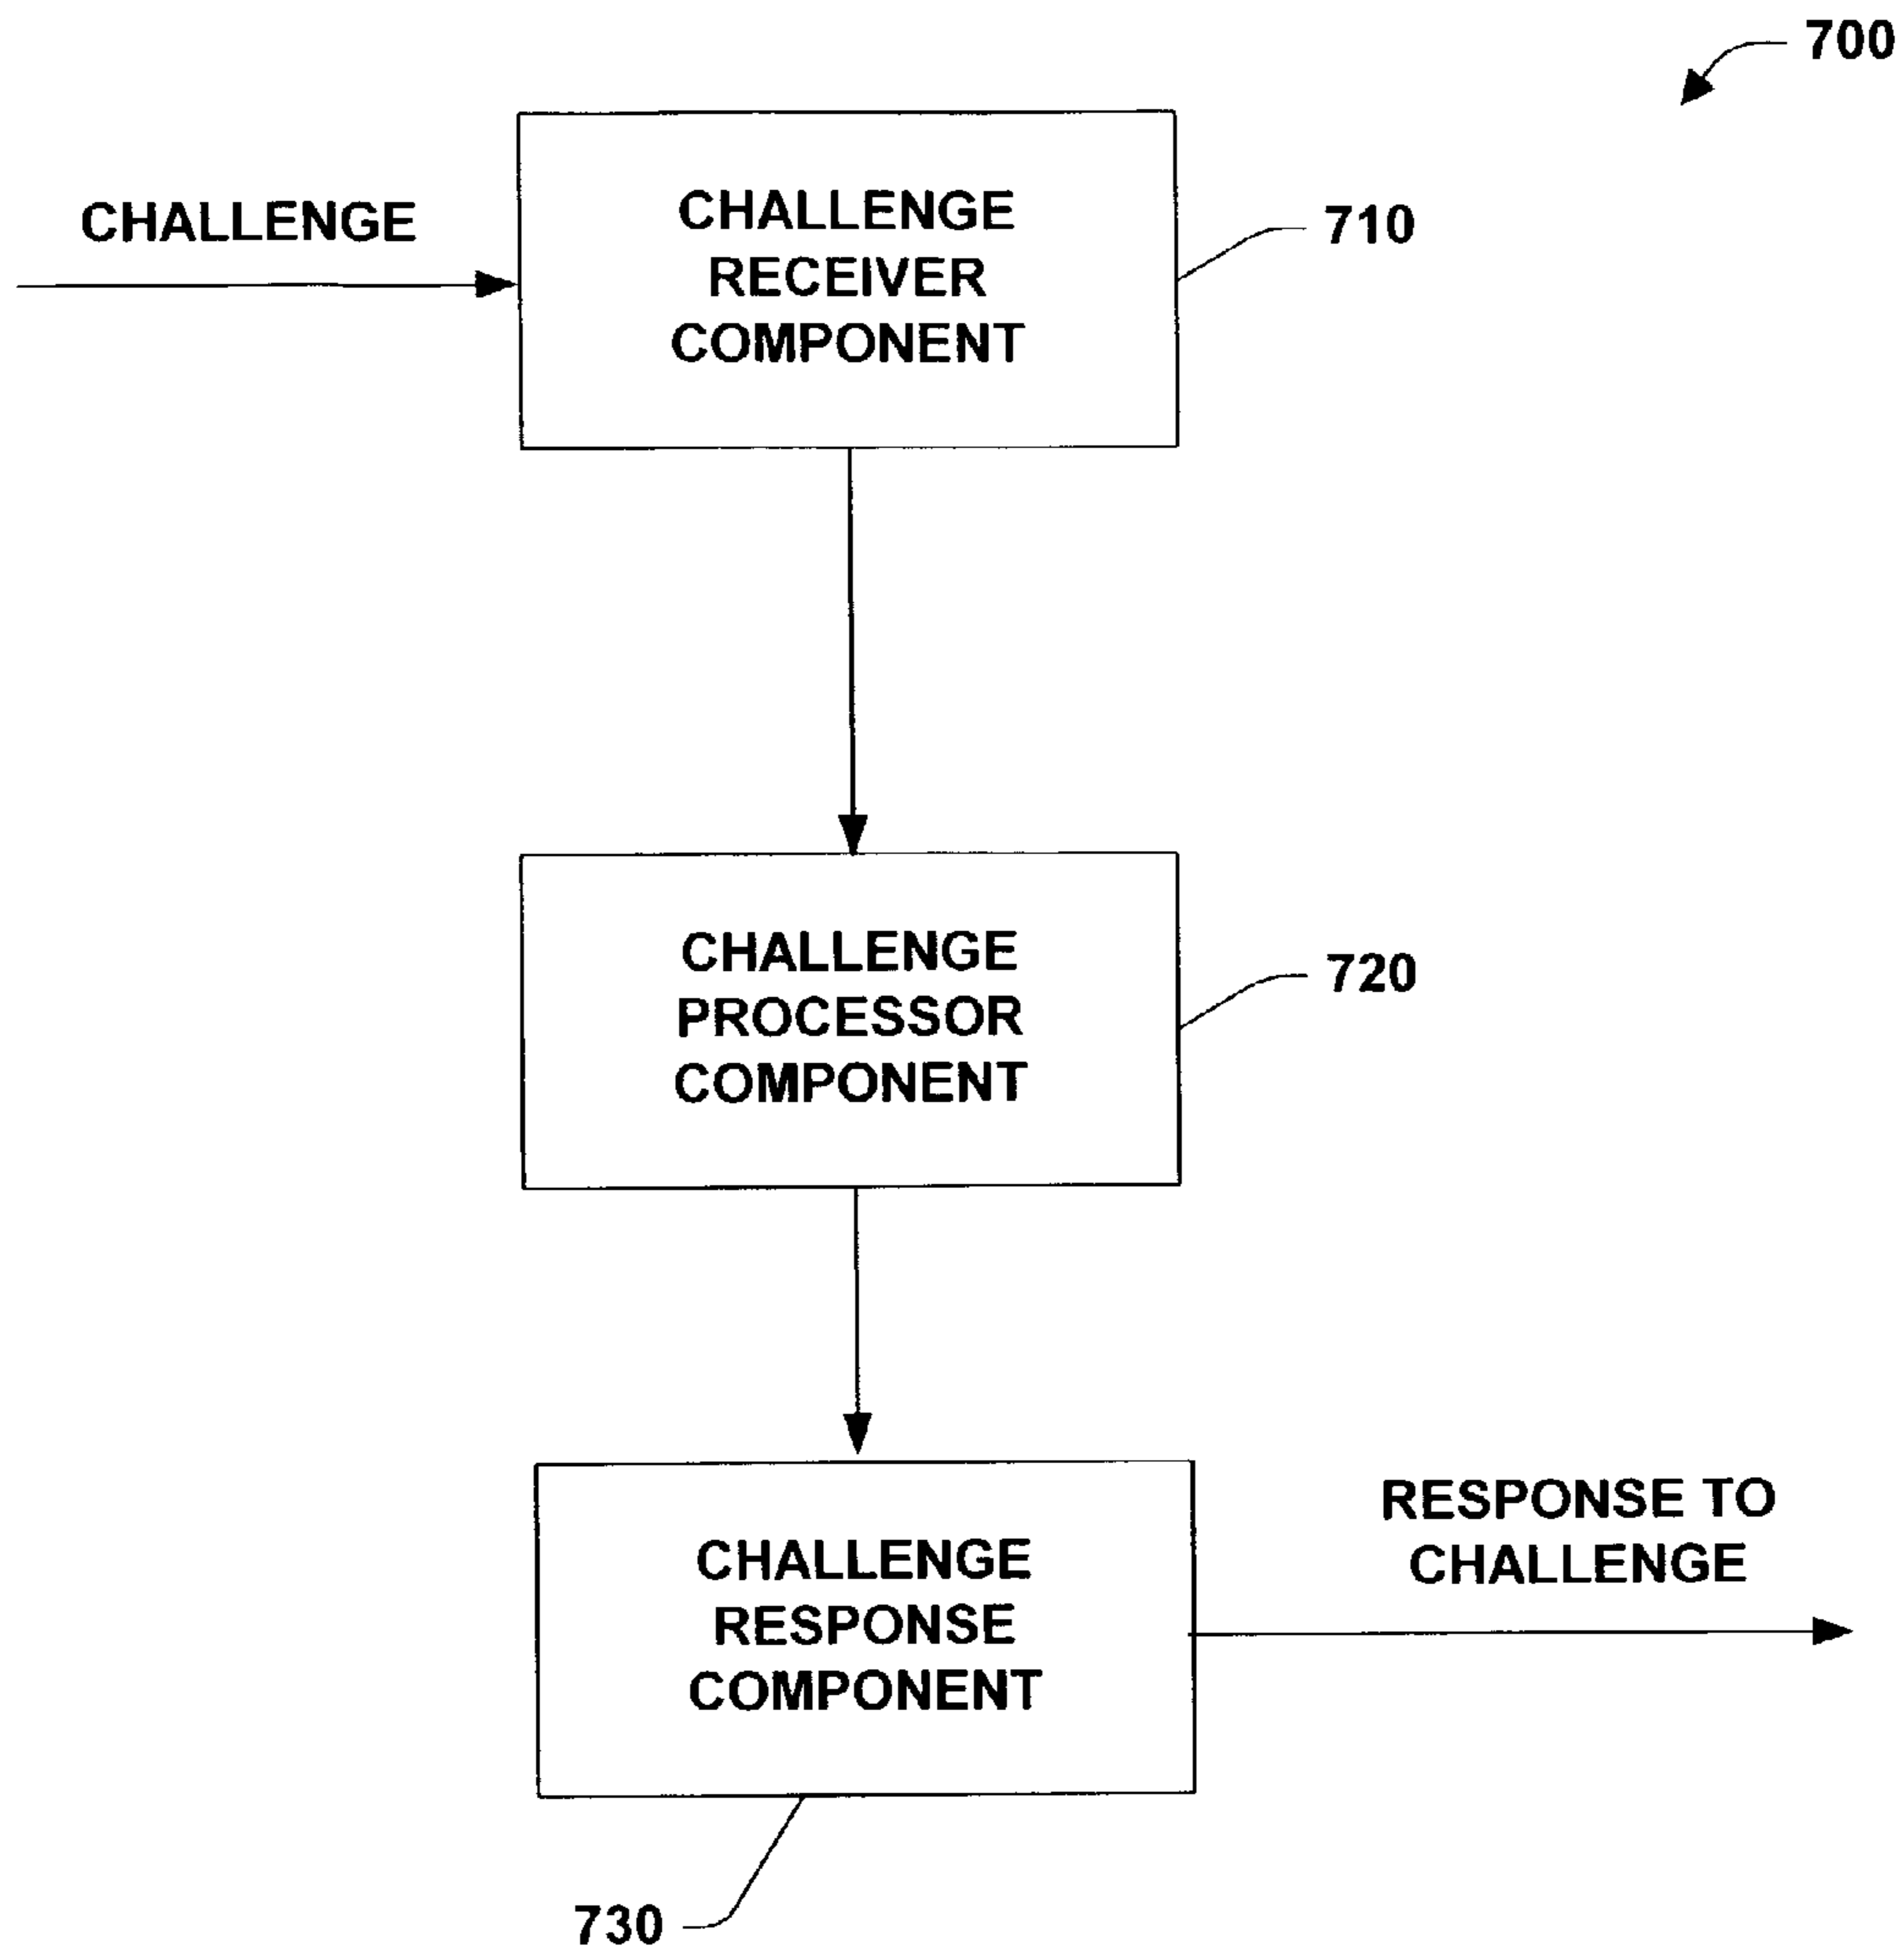 700
CHALLENGE
CHALLENGE
RECEIVER
COMPONENT
710
CHALLENGE
PROCESSOR
COMPONENT
720
CHALLENGE
RESPONSE
COMPONENT
RESPONSE TO
CHALLENGE
730